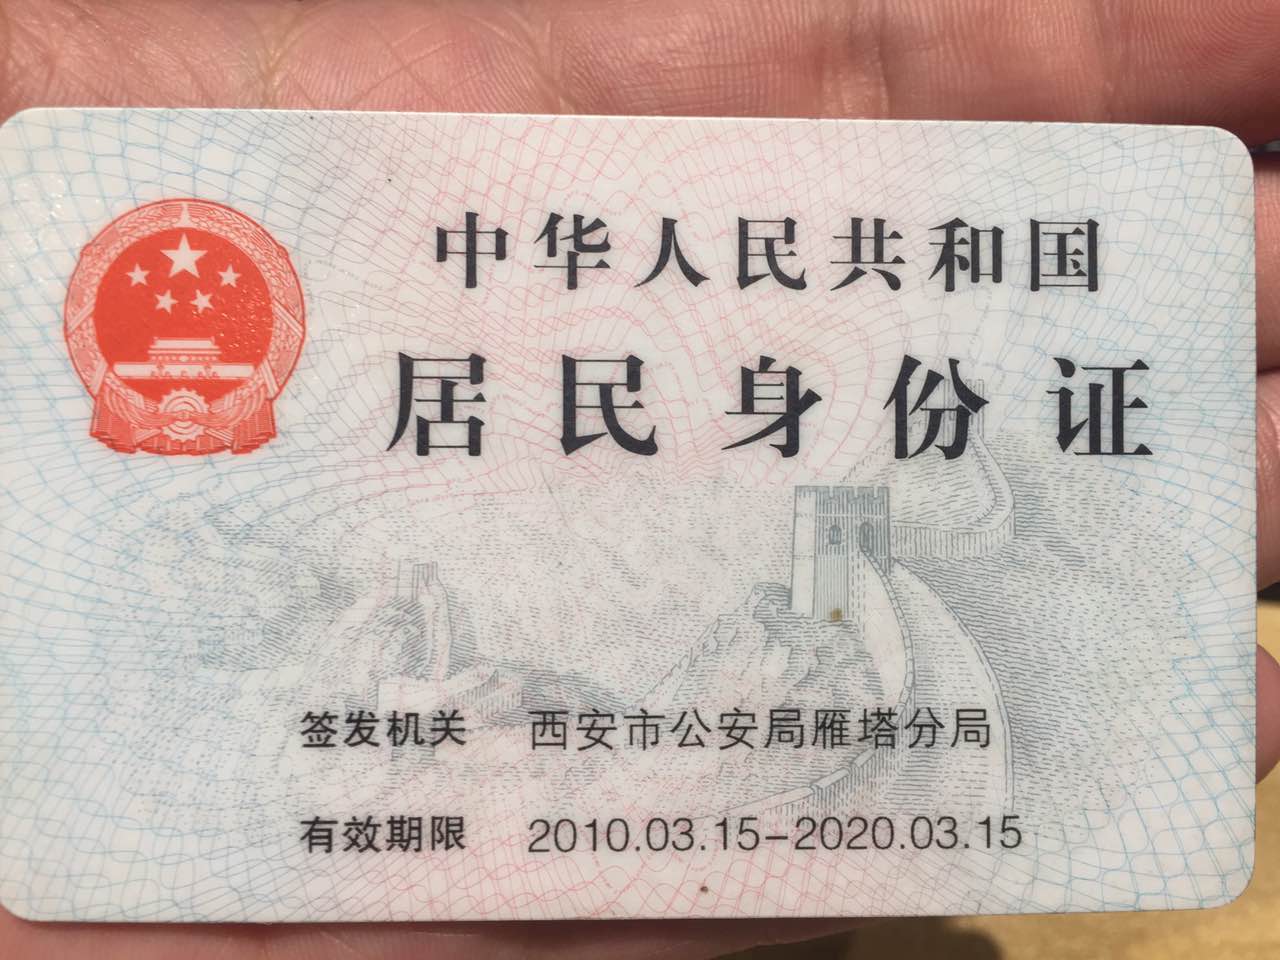 中华人民共和国
居民身份证
签发机关 西安市公安局雁塔分局
有效期限 2010.03.15-2020.03.15